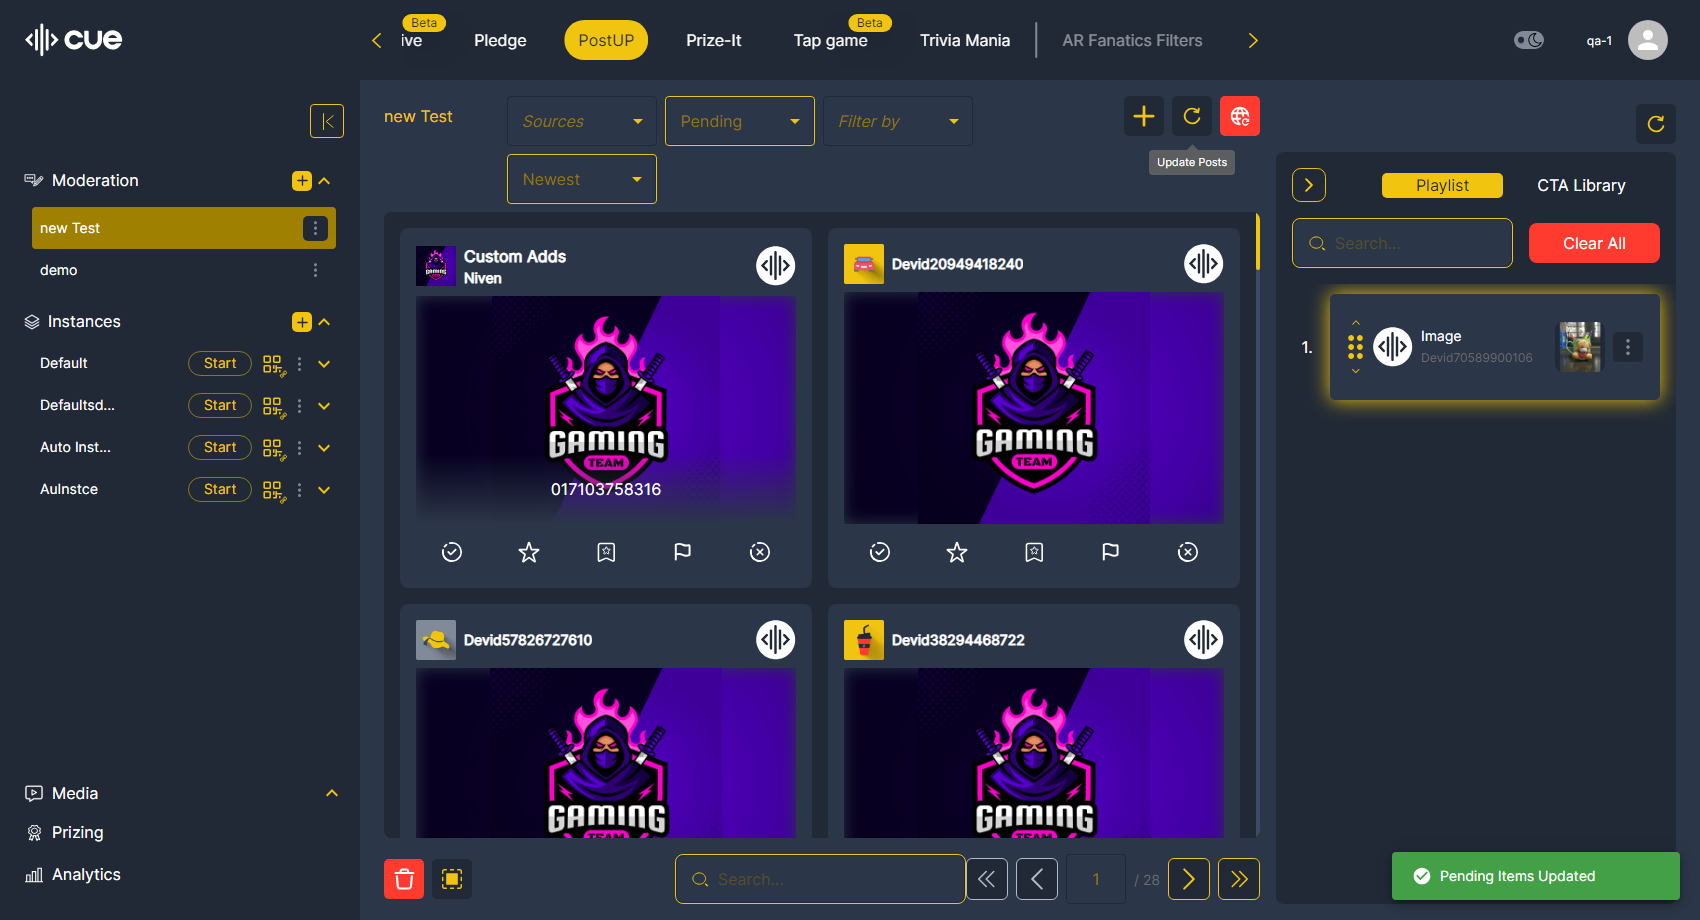 cue
Beta
ive
Pledge
PostUP
Prize-It
Beta
Tap game
Trivia Mania
AR Fanatics Filters
qa-1
Moderation
new Test
demo
Instances
Default
Start
Defaultsd...
Start
Auto Inst...
Start
AuInstce
Start
Media
Prizing
Analytics
new Test
Sources
Pending
Filter by
Newest
Update Posts
Custom Adds
Niven
GAMING
TEAM
017103758316
Devid20949418240
GAMING
TEAM
Devid57826727610
GAMING
TEAM
Devid38294468722
GAMING
TEAM
Search...
1
/ 28
Playlist
CTA Library
Search...
Clear All
1.
Image
Devid70589900106
Pending Items Updated